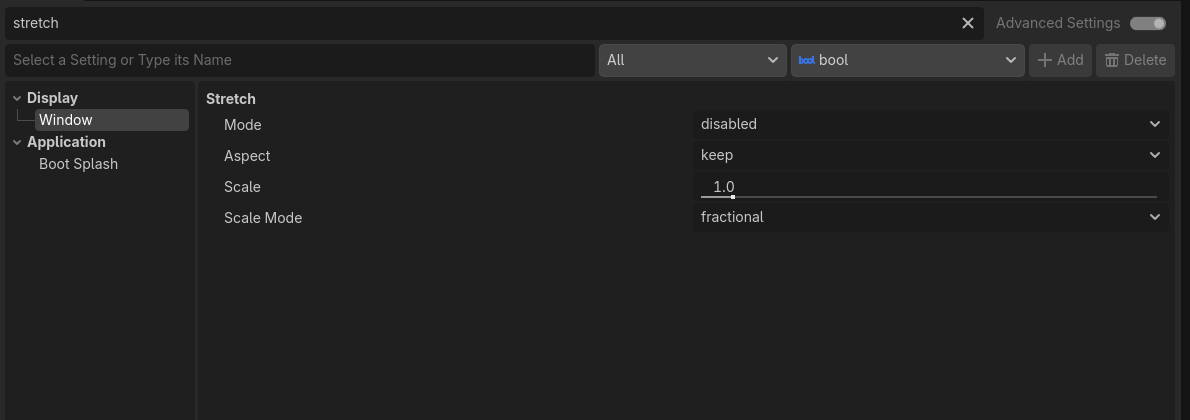 stretch
Advanced Settings
Select a Setting or Type its Name
All
bool bool
Add
Delete
Display
Window
Application
Boot Splash
Stretch
Mode
disabled
Aspect
keep
Scale
1.0
Scale Mode
fractional